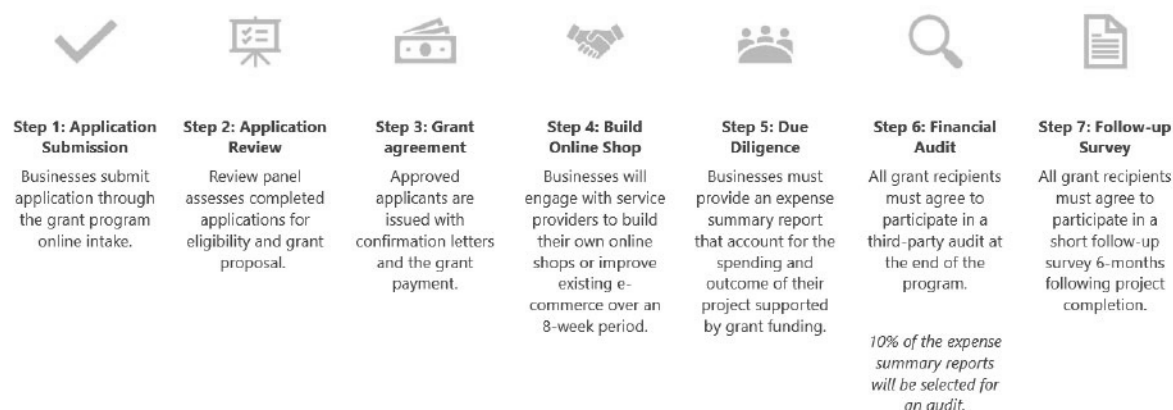 Step 1: Application
Submission
Businesses submit
application through
the grant program
online intake.
Step 2: Application
Review
Review panel
assesses completed
applications for
eligibility and grant
proposal.
Step 3: Grant
agreement
Approved
applicants are
issued with
confirmation letters
and the grant
payment.
Step 4: Build
Online Shop
Businesses will
engage with service
providers to build
their own online
shops or improve
existing e-
commerce over an
8-week period.
Step 5: Due
Diligence
Businesses must
provide an expense
summary report
that account for the
spending and
outcome of their
project supported
by grant funding.
Step 6: Financial
Audit
All grant recipients
must agree to
participate in a
third-party audit at
the end of the
program.
10% of the expense
summary reports
will be selected for
an audit.
Step 7: Follow-up
Survey
All grant recipients
must agree to
participate in a
short follow-up
survey 6-months
following project
completion.